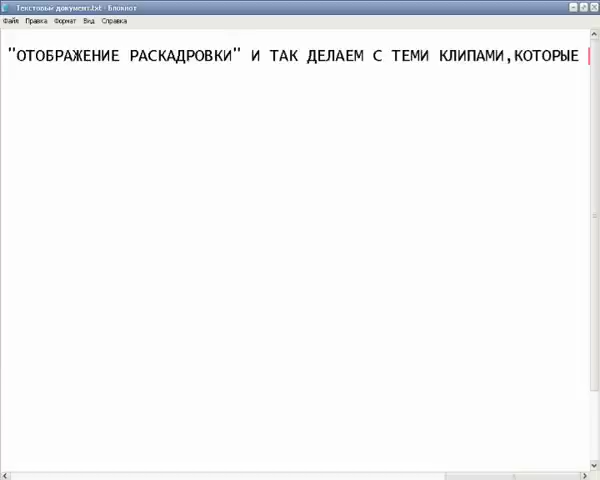 Текстовый документ.txt - Блокнот
Файл Правка Формат Вид Справка
"ОТОБРАЖЕНИЕ РАСКАДРОВКИ" И ТАК ДЕЛАЕМ С ТЕМИ КЛИПАМИ,КОТОРЫЕ